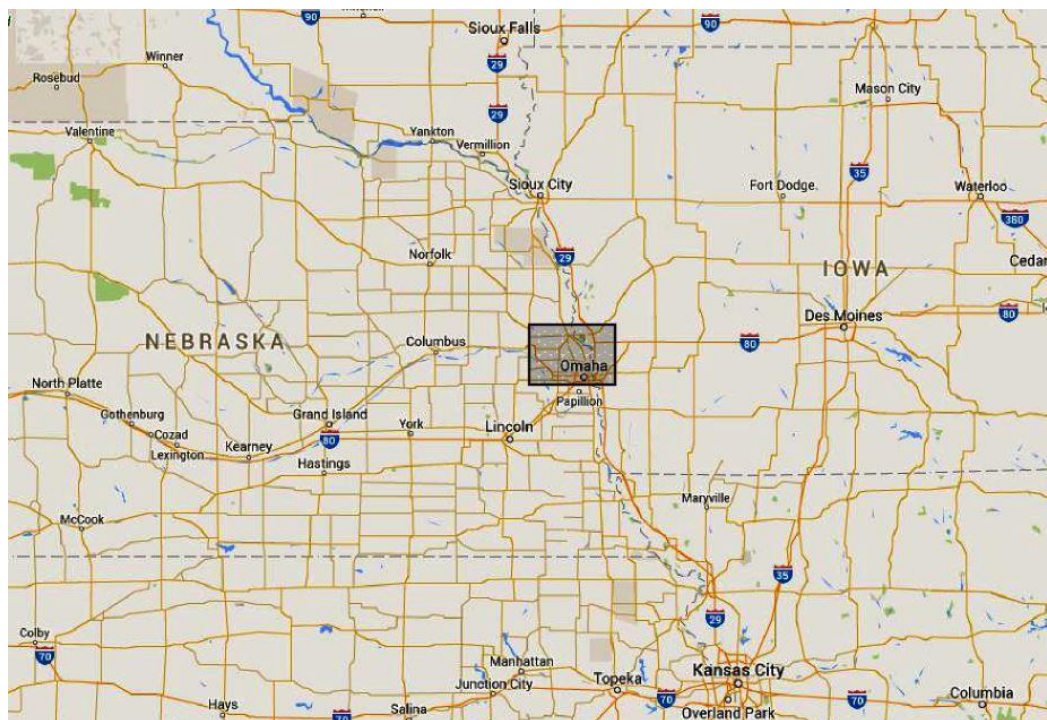 90
90
Sioux Falls
29
Winner
Rosebud
Mason City
29
Valentine
Yankton
Vermillion
35
Sioux City
Fort Dodge
Waterloo
380
Norfolk
29
IOWA
Cedar
80
Des Moines
NEBRASKA
Columbus
80
Omaha
North Platte
Papillion
Gothenburg
Grand Island
Cozad
York
Lincoln
80
Kearney
Lexington
Hastings
Maryville
McCook
35
29
Colby
70
Manhattan
Kansas City
Topeka
Junction City
70
70
Columbia
Hays
Salina
70
Overland Park